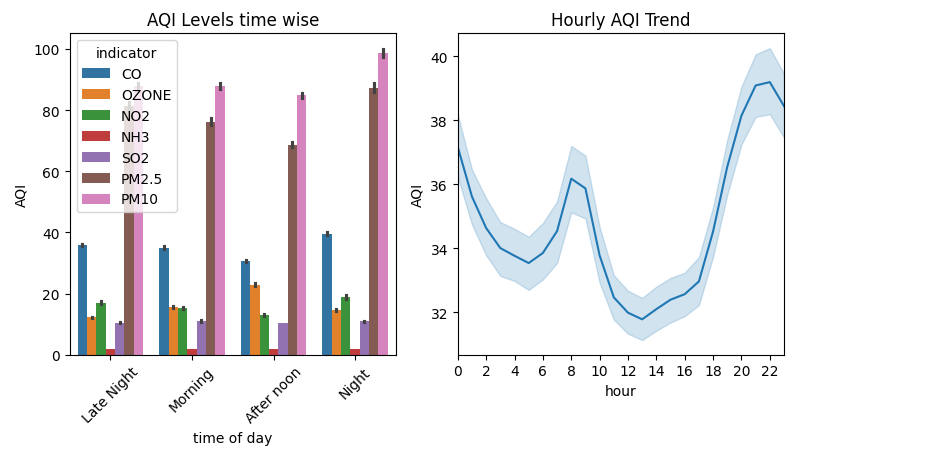 AQI Levels time wise
AQI
100
80
60
40
20
0
indicator
CO
OZONE
NO2
NH3
SO2
PM2.5
PM10
Late Night
Morning
After noon
Night
time of day
Hourly AQI Trend
AQI
40
38
36
34
32
0 2 4 6 8 10 12 14 16 18 20 22
hour